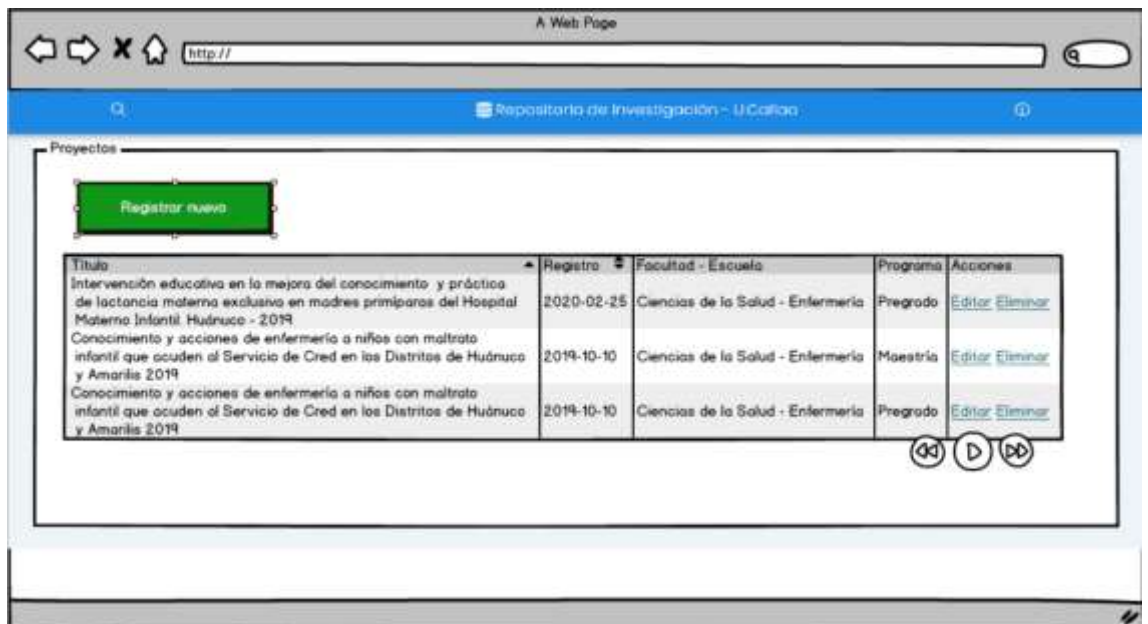 A Web Page
http://
Repositorio de Investigación - UCallao
Proyectos
Registrar nuevo
Título Registro Facultad - Escuela Programa Acciones
Intervención educativa en la mejora del conocimiento y práctica
de lactancia materna exclusiva en madres primíparas del Hospital
Materno Infantil. Huánuco - 2019
2020-02-25 Ciencias de la Salud - Enfermería Pregrado Editar Eliminar
Conocimiento y acciones de enfermería a niños con maltrato
infantil que acuden al Servicio de Cred en los Distritos de Huánuco
y Amarilis 2019
2019-10-10 Ciencias de la Salud - Enfermería Maestría Editar Eliminar
Conocimiento y acciones de enfermería a niños con maltrato
infantil que acuden al Servicio de Cred en los Distritos de Huánuco
y Amarilis 2019
2019-10-10 Ciencias de la Salud - Enfermería Pregrado Editar Eliminar